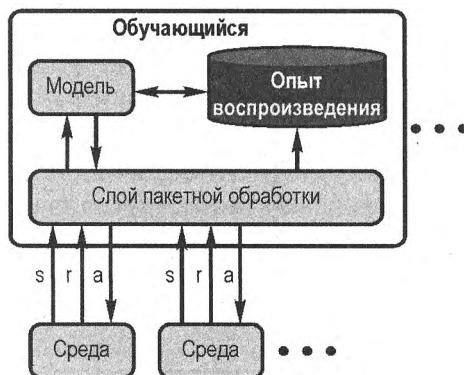 Обучающийся
Модель
Опыт
воспроизведения
Слой пакетной обработки
s r a s r a
Среда Среда